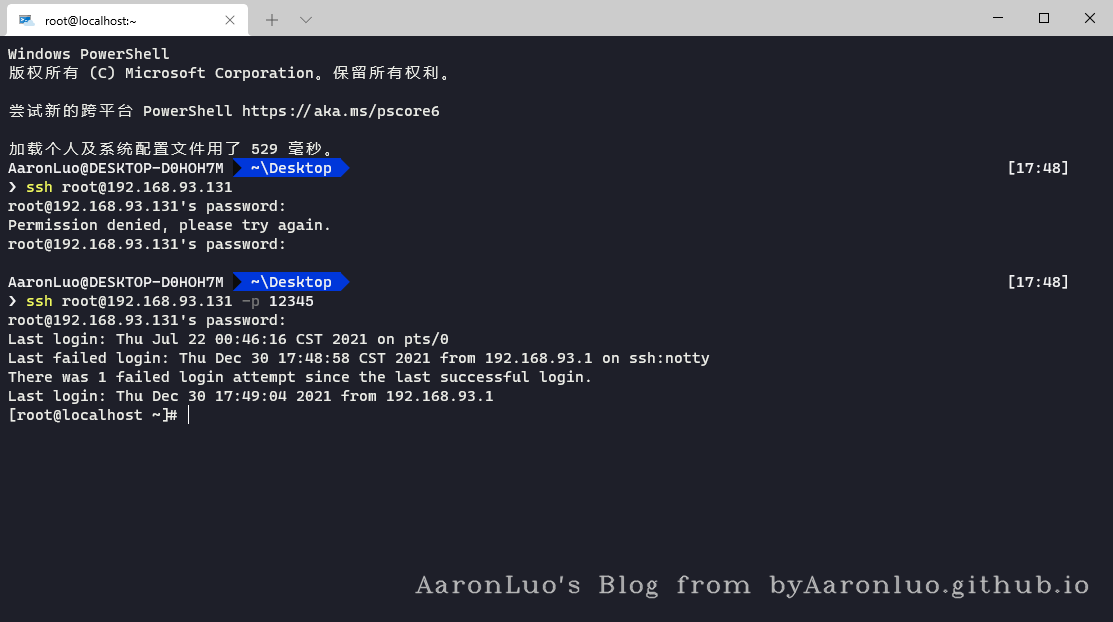 root@localhost:~
Windows PowerShell
版权所有 (C) Microsoft Corporation。保留所有权利。
尝试新的跨平台 PowerShell https://aka.ms/pscore6
加载个人及系统配置文件用了 529 毫秒。
AaronLuo@DESKTOP-D0HOH7M ~\Desktop [17:48]
❯ ssh root@192.168.93.131
root@192.168.93.131's password:
Permission denied, please try again.
root@192.168.93.131's password:
AaronLuo@DESKTOP-D0HOH7M ~\Desktop [17:48]
❯ ssh root@192.168.93.131 -p 12345
root@192.168.93.131's password:
Last login: Thu Jul 22 00:46:16 CST 2021 on pts/0
Last failed login: Thu Dec 30 17:48:58 CST 2021 from 192.168.93.1 on ssh:notty
There was 1 failed login attempt since the last successful login.
Last login: Thu Dec 30 17:49:04 2021 from 192.168.93.1
[root@localhost ~]#
AaronLuo's Blog from byAaronluo.github.io